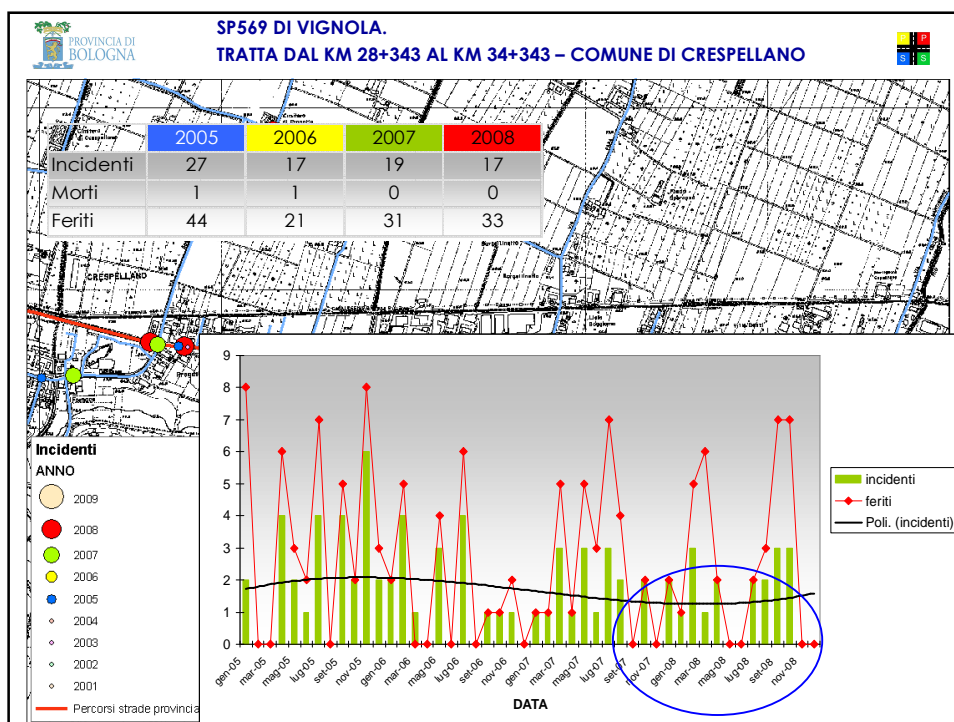 PROVINCIA DI
BOLOGNA
SP569 DI VIGNOLA.
TRATTA DAL KM 28+343 AL KM 34+343 – COMUNE DI CRESPELLANO
P P
S S
2005 2006 2007 2008
Incidenti 27 17 19 17
Morti 1 1 0 0
Feriti 44 21 31 33
CRESPELLANO
Incidenti
ANNO
2009
2008
2007
2006
2005
2004
2003
2002
2001
Percorsi strade provincia
9
8
7
6
5
4
3
2
1
0
gen-05 mar-05 mag-05 lug-05 set-05 nov-05 gen-06 mar-06 mag-06 lug-06 set-06 nov-06 gen-07 mar-07 mag-07 lug-07 set-07 nov-07 gen-08 mar-08 mag-08 lug-08 set-08 nov-08
DATA
incidenti
feriti
Poli. (incidenti)